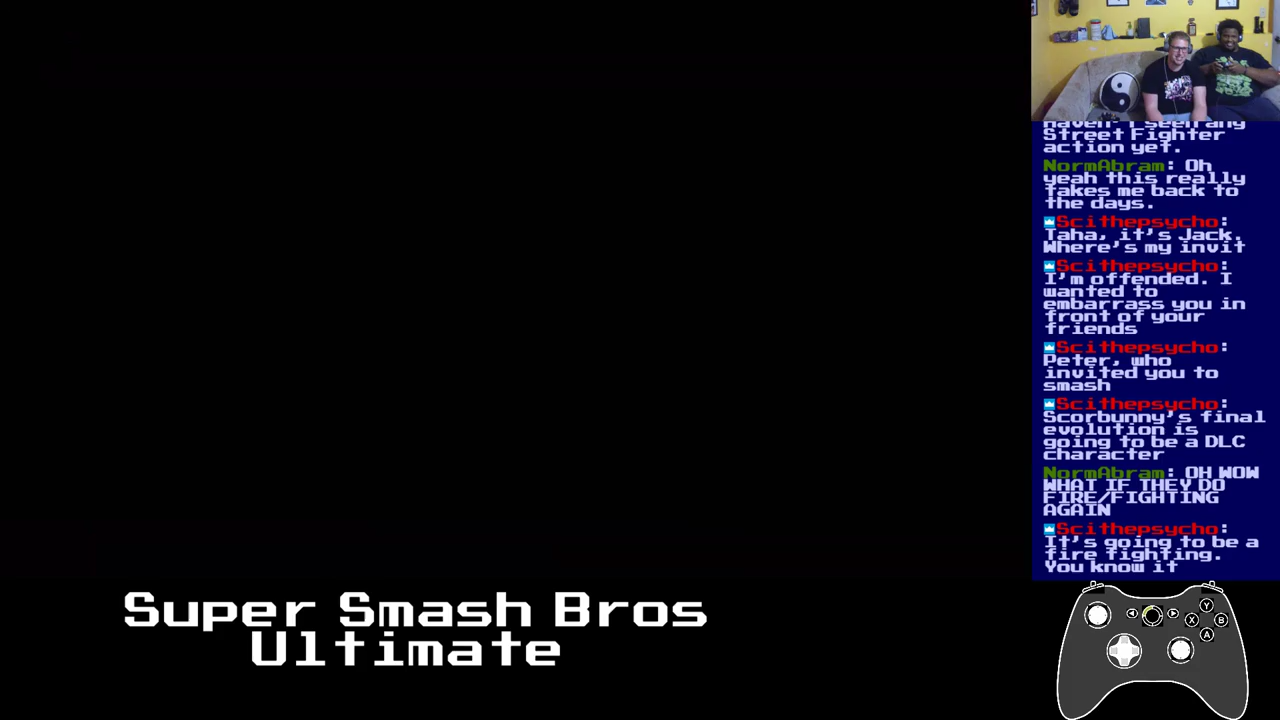 Haven't I seen any
Street Fighter
action yet.
NormAbram: Oh
yeah this really
takes me back to
the days.
Scithepsycho:
Taha, it's Jack.
Where's my invit
Scithepsycho:
I'm offended. I
wanted to
embarrass you in
front of your
friends
Scithepsycho:
Peter, who
invited you to
smash
Scithepsycho:
Scorbunny's final
evolution is
going to be a DLC
character
NormAbram: OH WOW
WHAT IF THEY DO
FIRE/FIGHTING
AGAIN
Scithepsycho:
It's going to be a
fire fighting.
You know it
Super Smash Bros
Ultimate
Y
X
B
A